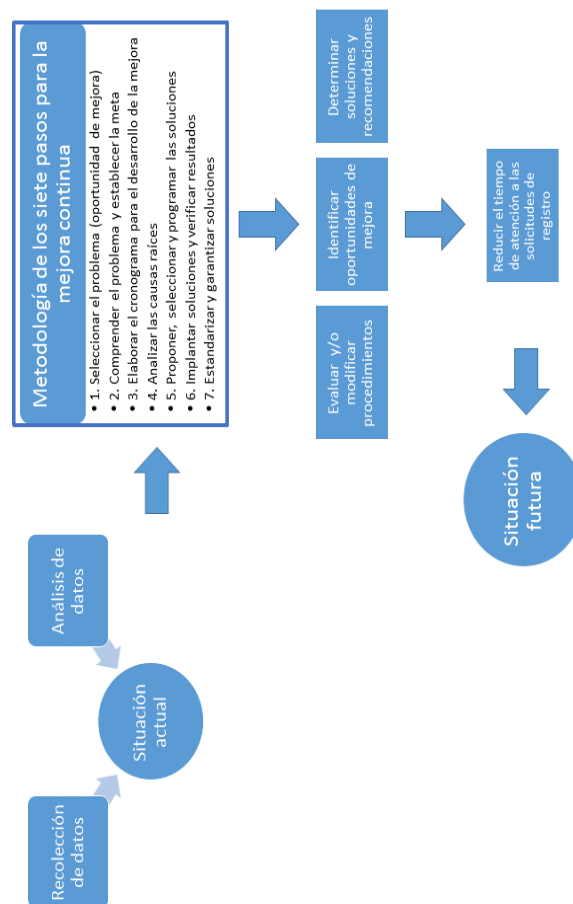 Recolección
de datos
Análisis de
datos
Situación
actual
Metodología de los siete pasos para la
mejora continua
• 1. Seleccionar el problema (oportunidad de mejora)
• 2. Comprender el problema y establecer la meta
• 3. Elaborar el cronograma para el desarrollo de la mejora
• 4. Analizar las causas raíces
• 5. Proponer, seleccionar y programar las soluciones
• 6. Implantar soluciones y verificar resultados
• 7. Estandarizar y garantizar soluciones
Evaluar y/o
modificar
procedimientos
Identificar
oportunidades de
mejora
Determinar
soluciones y
recomendaciones
Reducir el tiempo
de atención a las
solicitudes de
registro
Situación
futura